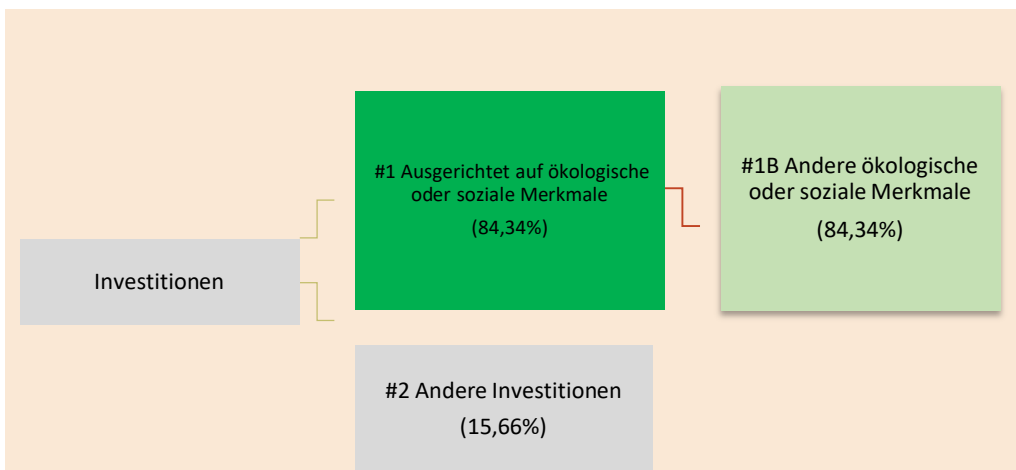 #1 Ausgerichtet auf ökologische
oder soziale Merkmale
(84,34%)
#1B Andere ökologische
oder soziale Merkmale
(84,34%)
Investitionen
#2 Andere Investitionen
(15,66%)